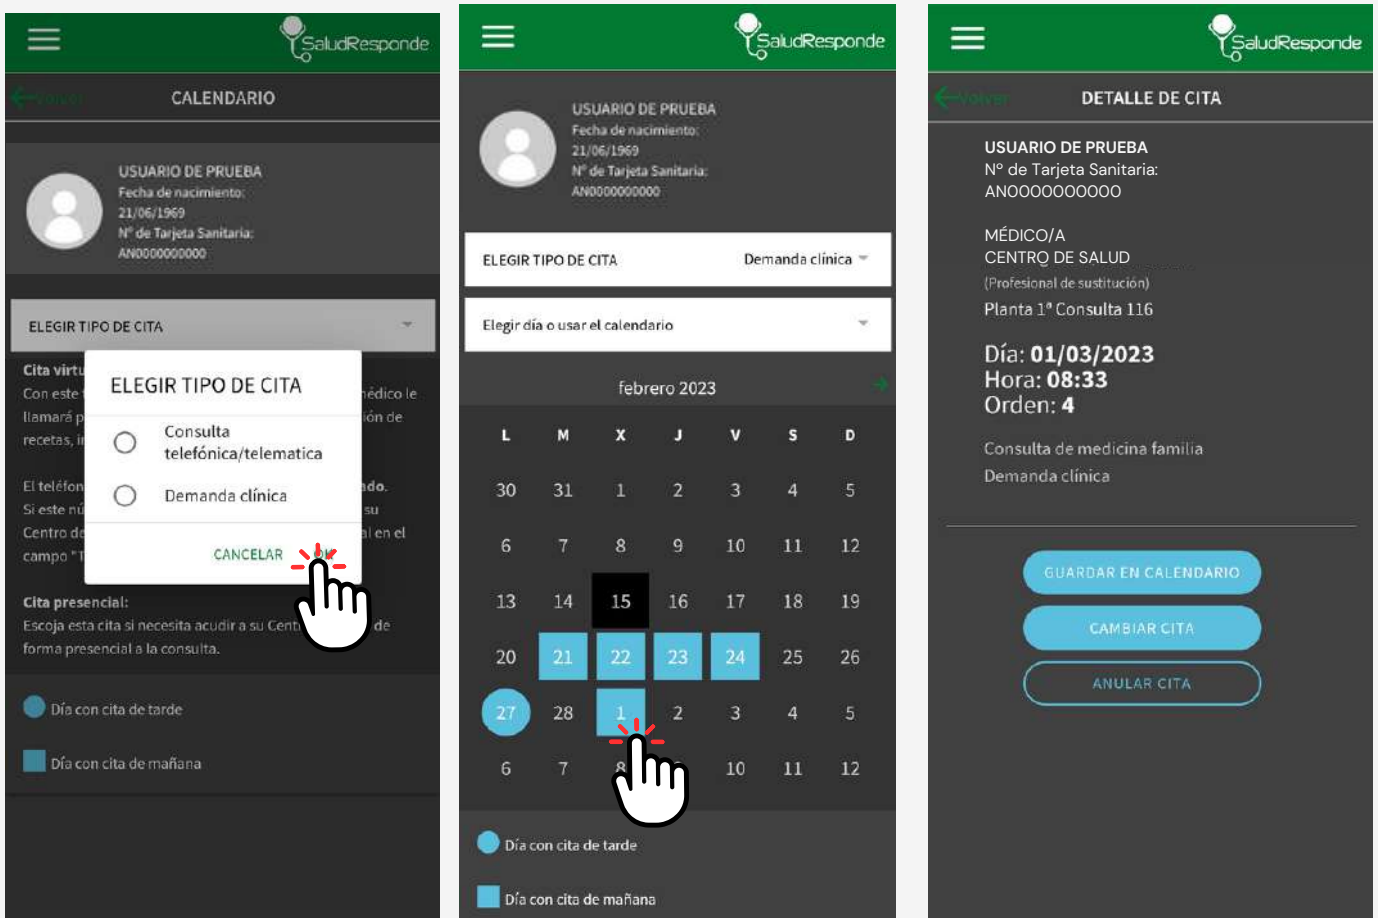 SaludResponde
Volver
CALENDARIO
USUARIO DE PRUEBA
Fecha de nacimiento:
21/06/1969
Nº de Tarjeta Sanitaria:
AN0000000000
ELEGIR TIPO DE CITA
Cita virtu
Con este
édico le
llamará p
ión de
recetas, i
ELEGIR TIPO DE CITA
Consulta
telefónica/telematica
Demanda clínica
CANCELAR
El teléfon
ado.
Si este nú
su
Centro de
al en el
campo "T
Cita presencial:
Escoja esta cita si necesita acudir a su Cent de
forma presencial a la consulta.
Día con cita de tarde
Día con cita de mañana
SaludResponde
USUARIO DE PRUEBA
Fecha de nacimiento:
21/06/1969
Nº de Tarjeta Sanitaria:
AN0000000000
ELEGIR TIPO DE CITA Demanda clínica
Elegir día o usar el calendario
febrero 2023
L M X J V S D
30 31 1 2 3 4 5
6 7 8 9 10 11 12
13 14 15 16 17 18 19
20 21 22 23 24 25 26
27 28 1 2 3 4 5
6 7 8 10 11 12
Día con cita de tarde
Día con cita de mañana
SaludResponde
Volver
DETALLE DE CITA
USUARIO DE PRUEBA
Nº de Tarjeta Sanitaria:
AN0000000000
MÉDICO/A
CENTRO DE SALUD
(Profesional de sustitución)
Planta 1ª Consulta 116
Día: 01/03/2023
Hora: 08:33
Orden: 4
Consulta de medicina familia
Demanda clínica
GUARDAR EN CALENDARIO
CAMBIAR CITA
ANULAR CITA